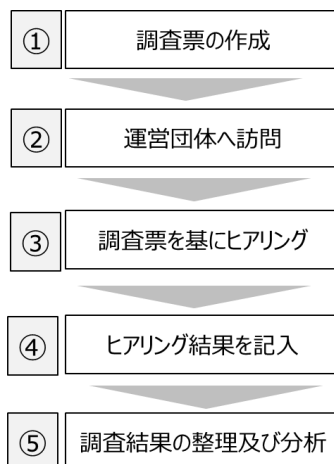 ① 調査票の作成
② 運営団体へ訪問
③ 調査票を基にヒアリング
④ ヒアリング結果を記入
⑤ 調査結果の整理及び分析